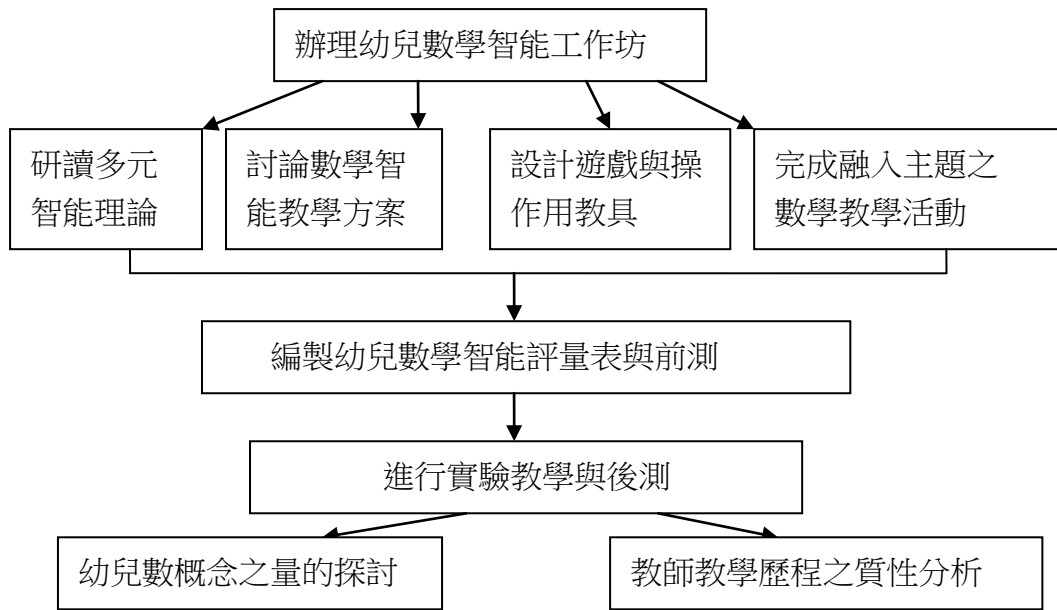 辦理幼兒數學智能工作坊
研讀多元
智能理論
討論數學智
能教學方案
設計遊戲與操
作用教具
完成融入主題之
數學教學活動
編製幼兒數學智能評量表與前測
進行實驗教學與後測
幼兒數概念之量的探討
教師教學歷程之質性分析